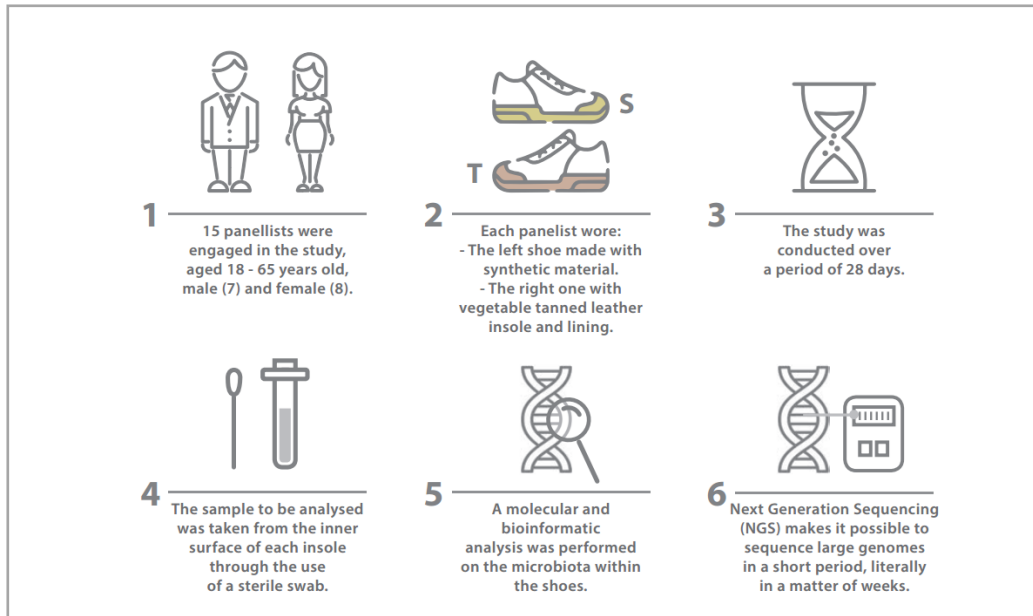 1
15 panellists were
engaged in the study,
aged 18 - 65 years old,
male (7) and female (8).
S
T
2
Each panelist wore:
- The left shoe made with
synthetic material.
- The right one with
vegetable tanned leather
insole and lining.
3
The study was
conducted over
a period of 28 days.
4
The sample to be analysed
was taken from the inner
surface of each insole
through the use
of a sterile swab.
5
A molecular and
bioinformatic
analysis was performed
on the microbiota within
the shoes.
6
Next Generation Sequencing
(NGS) makes it possible to
sequence large genomes
in a short period, literally
in a matter of weeks.